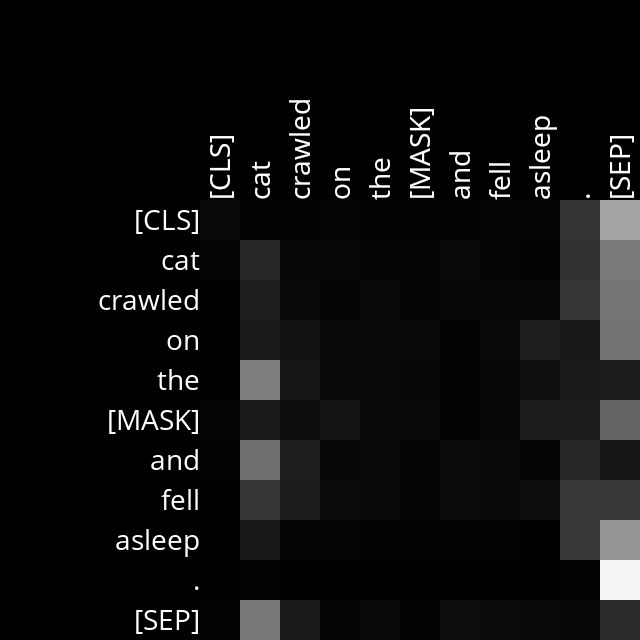 [CLS] cat crawled on the [MASK] and fell asleep . [SEP]
[CLS]
cat
crawled
on
the
[MASK]
and
fell
asleep
.
[SEP]